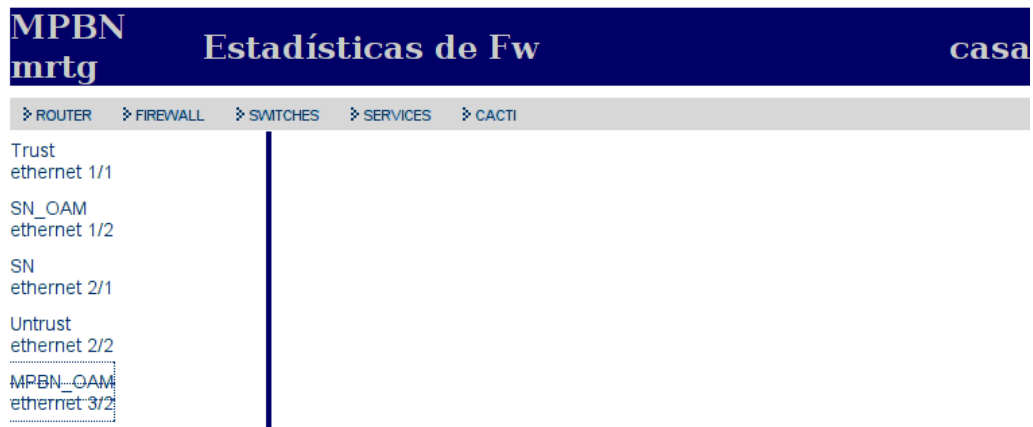 MPBN
mrtg
Estadísticas de Fw
casa
ROUTER FIREWALL SWITCHES SERVICES CACTI
Trust
ethernet 1/1
SN_OAM
ethernet 1/2
SN
ethernet 2/1
Untrust
ethernet 2/2
MPBN_OAM
ethernet 3/2